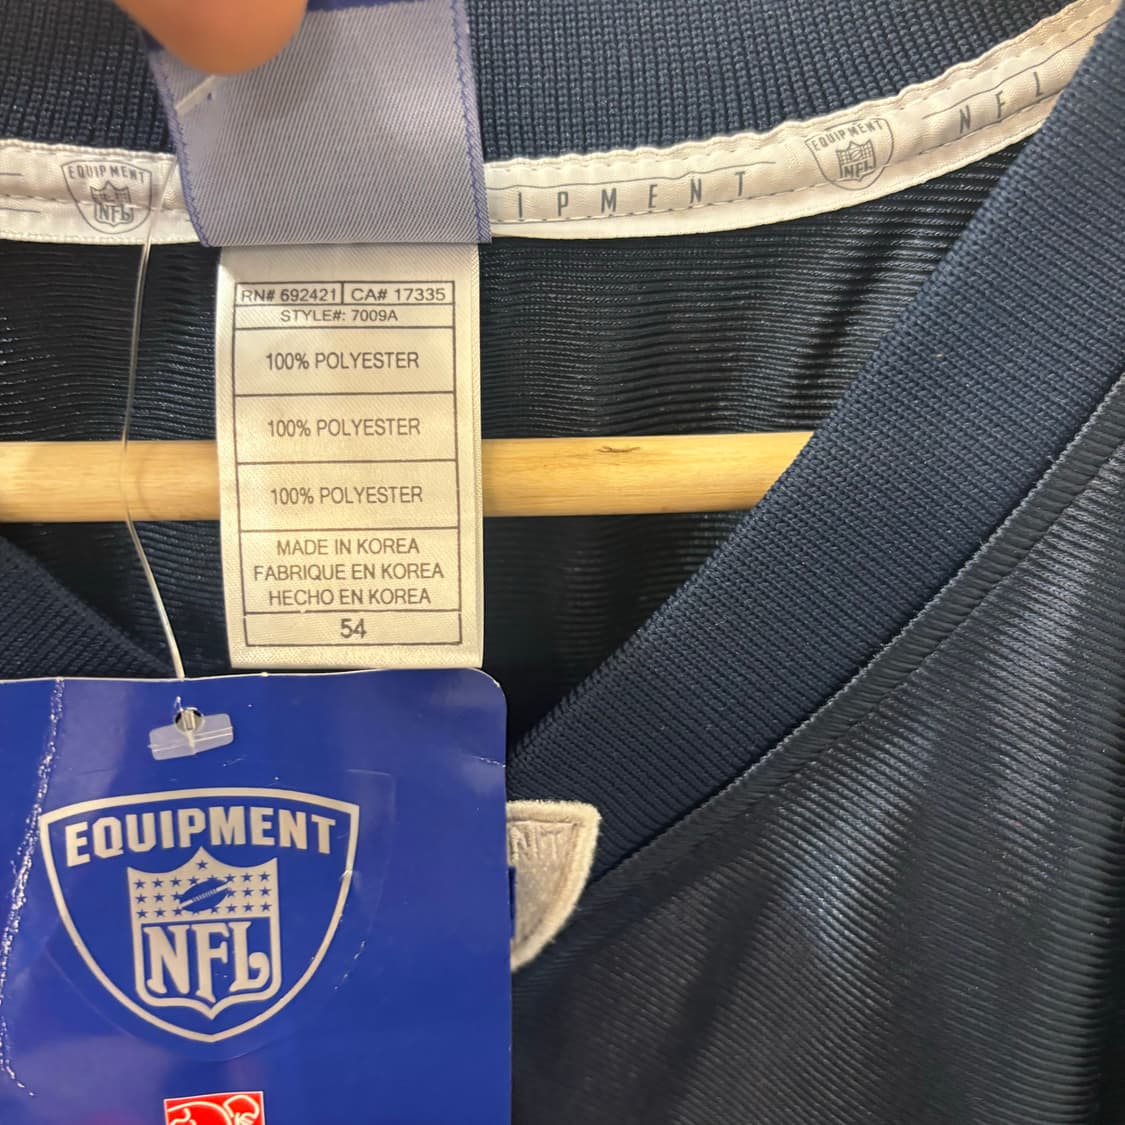 EQUIPMENT
NFL
IPMENT
EQUIPMENT
NFL
NFL
RN# 692421 CA# 17335
STYLE#: 7009A
100% POLYESTER
100% POLYESTER
100% POLYESTER
MADE IN KOREA
FABRIQUE EN KOREA
HECHO EN KOREA
54
EQUIPMENT
NFL